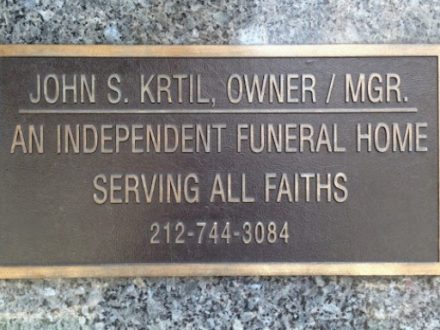 JOHN S. KRTIL, OWNER / MGR.
AN INDEPENDENT FUNERAL HOME
SERVING ALL FAITHS
212-744-3084